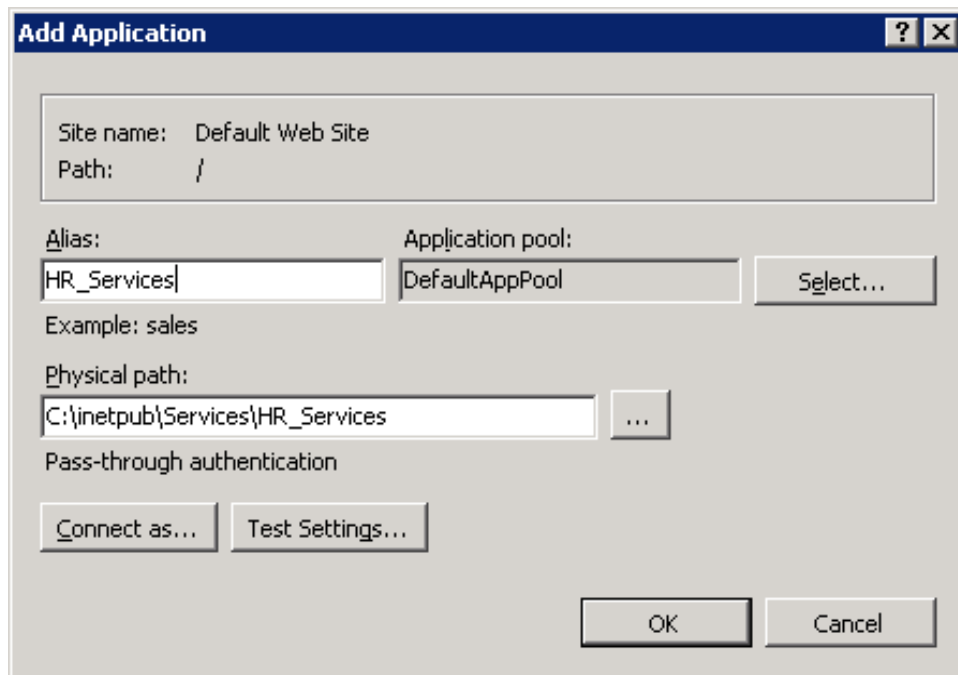 Add Application
Site name: Default Web Site
Path: /
Alias: Application pool:
HR_Services DefaultAppPool Select...
Example: sales
Physical path:
C:\inetpub\Services\HR_Services ...
Pass-through authentication
Connect as... Test Settings...
OK Cancel